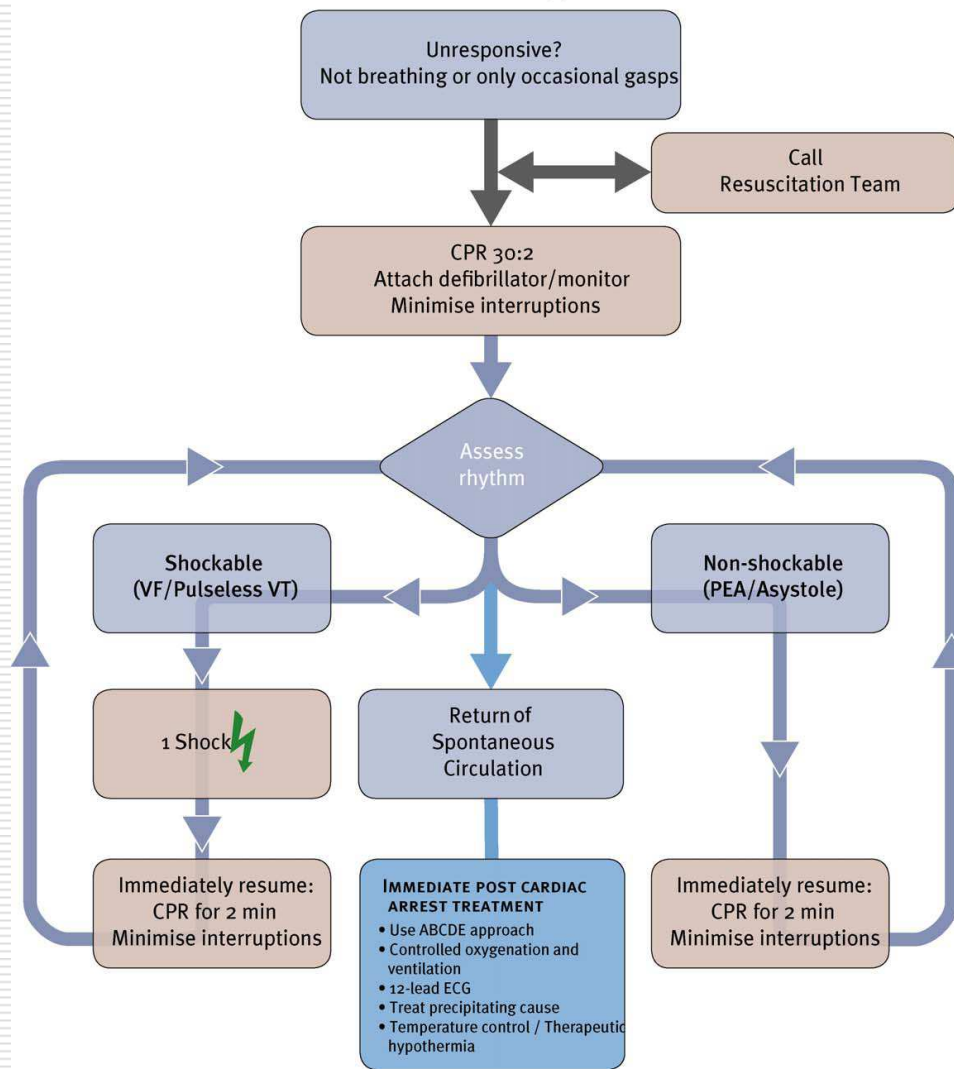 Unresponsive?
Not breathing or only occasional gasps
Call
Resuscitation Team
CPR 30:2
Attach defibrillator/monitor
Minimise interruptions
Assess
rhythm
Shockable
(VF/Pulseless VT)
Non-shockable
(PEA/Asystole)
1 Shock
Return of
Spontaneous
Circulation
Immediately resume:
CPR for 2 min
Minimise interruptions
IMMEDIATE POST CARDIAC
ARREST TREATMENT
• Use ABCDE approach
• Controlled oxygenation and
ventilation
• 12-lead ECG
• Treat precipitating cause
• Temperature control / Therapeutic
hypothermia
Immediately resume:
CPR for 2 min
Minimise interruptions